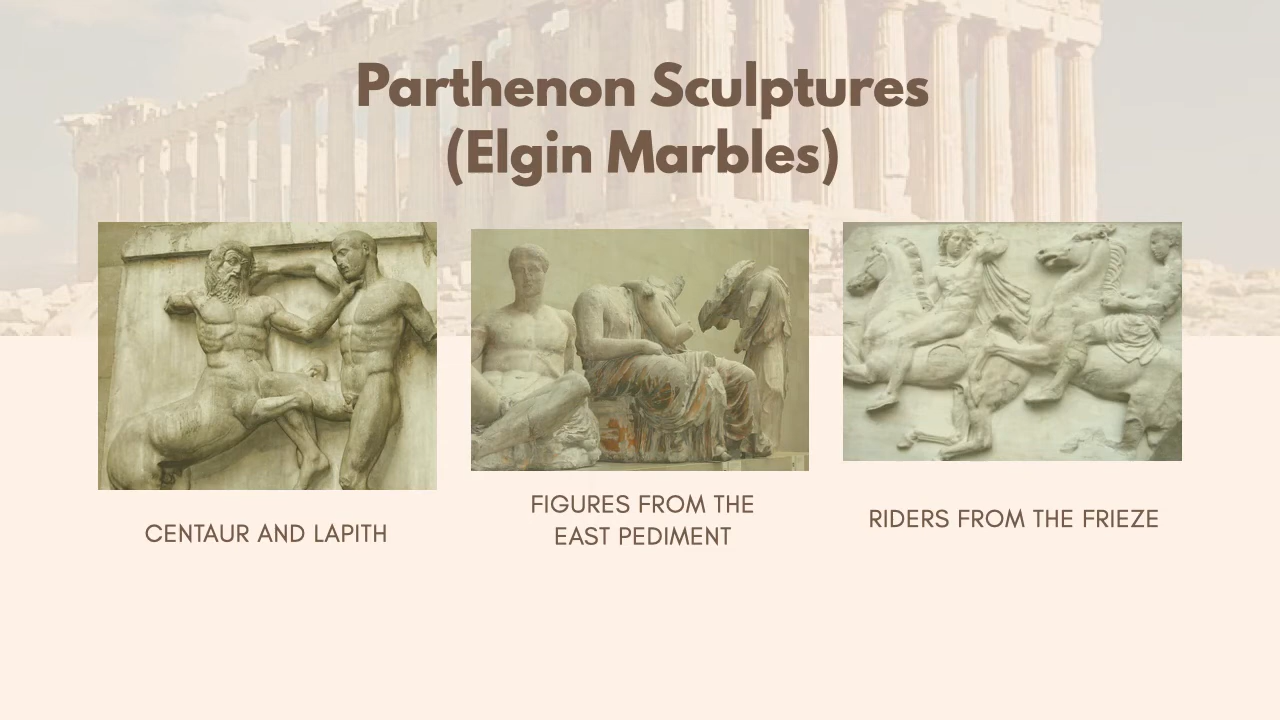 Parthenon Sculptures
(Elgin Marbles)
CENTAUR AND LAPITH
FIGURES FROM THE
EAST PEDIMENT
RIDERS FROM THE FRIEZE